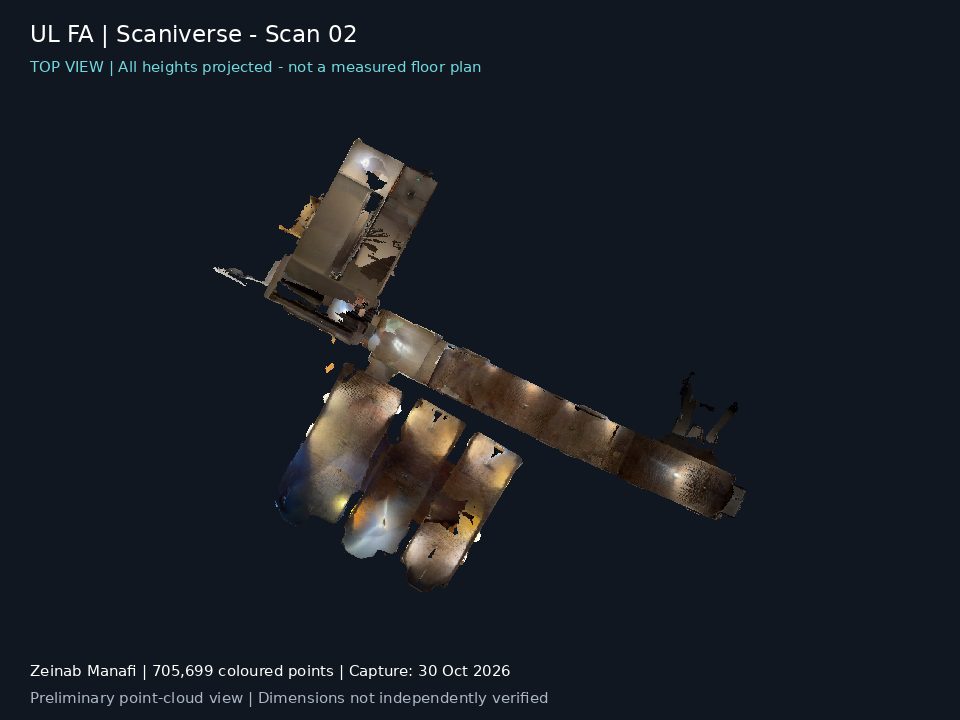 UL FA | Scaniverse - Scan 02
TOP VIEW | All heights projected - not a measured floor plan
Zeinab Manafi | 705,699 coloured points | Capture: 30 Oct 2026
Preliminary point-cloud view | Dimensions not independently verified